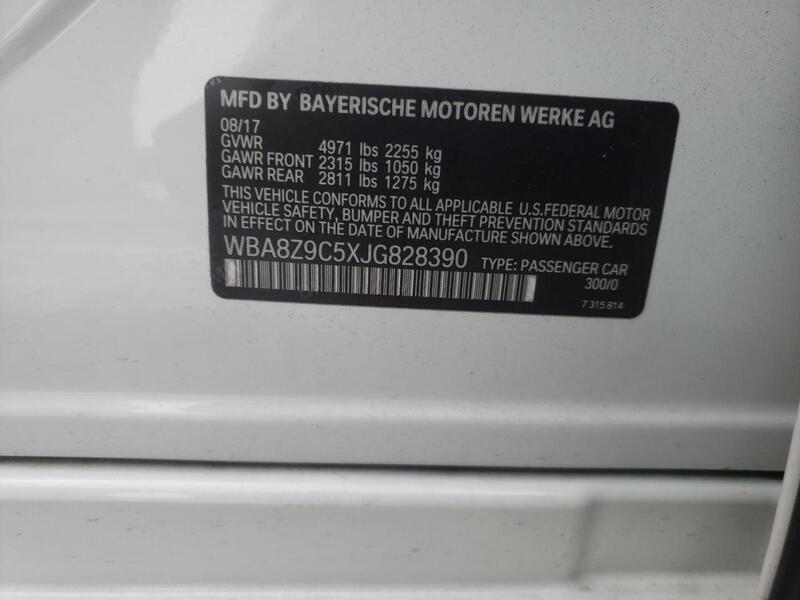 MFD BY BAYERISCHE MOTOREN WERKE AG
08/17
GVWR 4971 lbs 2255 kg
GAWR FRONT 2315 lbs 1050 kg
GAWR REAR 2811 lbs 1275 kg
THIS VEHICLE CONFORMS TO ALL APPLICABLE U.S.FEDERAL MOTOR
VEHICLE SAFETY, BUMPER AND THEFT PREVENTION STANDARDS
IN EFFECT ON THE DATE OF MANUFACTURE SHOWN ABOVE.
WBA8Z9C5XJG828390 TYPE: PASSENGER CAR
300/0
7315814